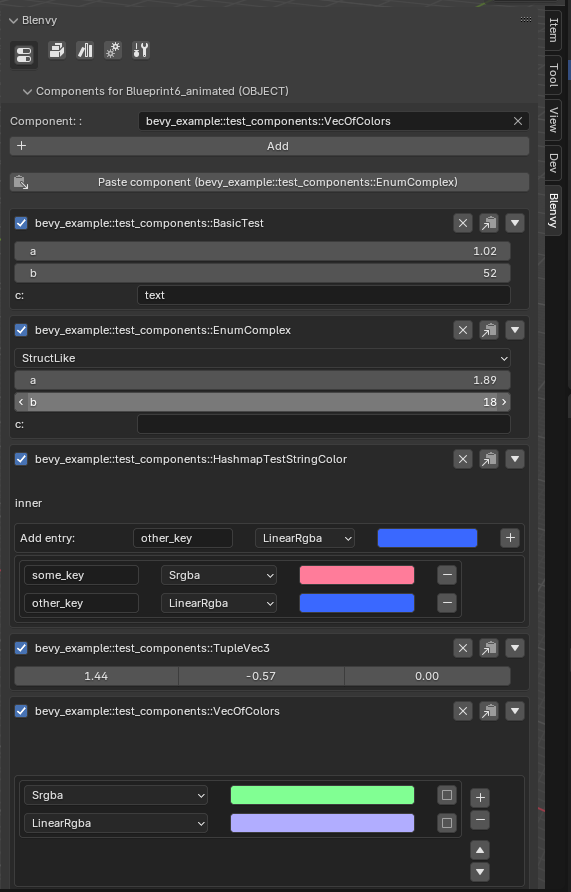 Blenvy
Components for Blueprint6_animated (OBJECT)
Component: : bevy_example::test_components::VecOfColors
Add
Paste component (bevy_example::test_components::EnumComplex)
bevy_example::test_components::BasicTest
a 1.02
b 52
c: text
bevy_example::test_components::EnumComplex
StructLike
a 1.89
b 18
c:
bevy_example::test_components::HashmapTestStringColor
inner
Add entry: other_key LinearRgba
some_key Srgba
other_key LinearRgba
bevy_example::test_components::TupleVec3
1.44 -0.57 0.00
bevy_example::test_components::VecOfColors
Srgba
LinearRgba
Item
Tool
View
Dev
Blenvy